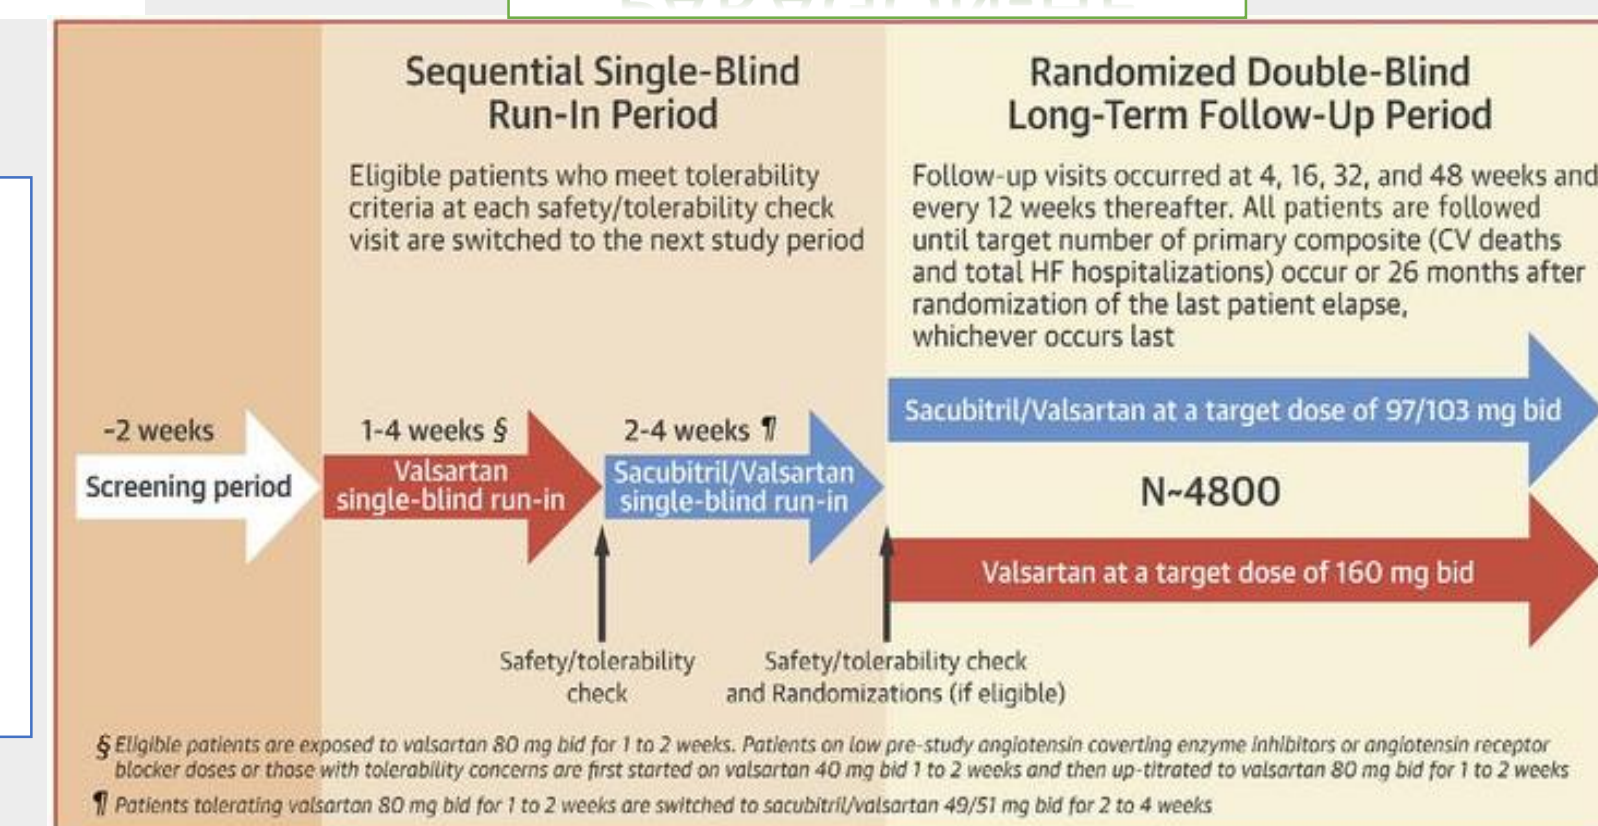 Sequential Single-Blind
Run-In Period
Eligible patients who meet tolerability
criteria at each safety/tolerability check
visit are switched to the next study period
Randomized Double-Blind
Long-Term Follow-Up Period
Follow-up visits occurred at 4, 16, 32, and 48 weeks and
every 12 weeks thereafter. All patients are followed
until target number of primary composite (CV deaths
and total HF hospitalizations) occur or 26 months after
randomization of the last patient elapse,
whichever occurs last
~2 weeks
Screening period
1-4 weeks §
Valsartan
single-blind run-in
2-4 weeks ¶
Sacubitril/Valsartan
single-blind run-in
Sacubitril/Valsartan at a target dose of 97/103 mg bid
N~4800
Valsartan at a target dose of 160 mg bid
Safety/tolerability
check
Safety/tolerability check
and Randomizations (if eligible)
§ Eligible patients are exposed to valsartan 80 mg bid for 1 to 2 weeks. Patients on low pre-study angiotensin coverting enzyme inhibitors or angiotensin receptor
blocker doses or those with tolerability concerns are first started on valsartan 40 mg bid 1 to 2 weeks and then up-titrated to valsartan 80 mg bid for 1 to 2 weeks
¶ Patients tolerating valsartan 80 mg bid for 1 to 2 weeks are switched to sacubitril/valsartan 49/51 mg bid for 2 to 4 weeks